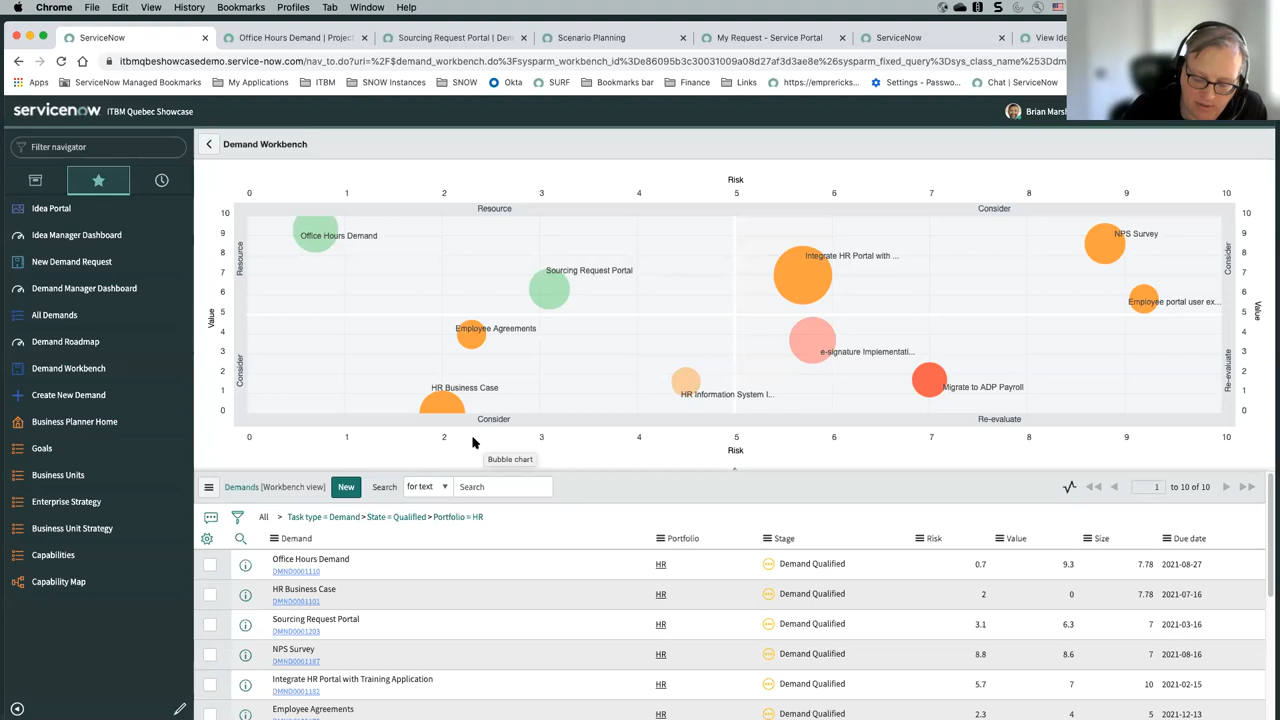 Chrome File Edit View History Bookmarks Profiles Tab Window Help
ServiceNow
Office Hours Demand | Project
Sourcing Request Portal | Dem
Scenario Planning
My Request - Service Portal
ServiceNow
View Ide
itbmqbeshowcasedemo.service-now.com/nav_to.do?uri=%2F$demand_workbench.do%3Fsysparm_workbench_id%3De86095b3c30031009a08d27af3d3ae8e%26sysparm_fixed_query%3Dsys_class_name%253Ddm
Apps ServiceNow Managed Bookmarks My Applications ITBM SNOW Instances SNOW Okta SURF Bookmarks bar Finance Links https://emprericks... Settings - Passwo... Chat | ServiceNow
servicenow ITBM Quebec Showcase
Brian Mars
Filter navigator
Idea Portal
Idea Manager Dashboard
New Demand Request
Demand Manager Dashboard
All Demands
Demand Roadmap
Demand Workbench
Create New Demand
Business Planner Home
Goals
Business Units
Enterprise Strategy
Business Unit Strategy
Capabilities
Capability Map
Demand Workbench
Risk
0 1 2 3 4 5 6 7 8 9 10
Resource Consider
10 9 8 7 6 5 4 3 2 1 0
Value
Resource
Consider
Office Hours Demand
NPS Survey
Integrate HR Portal with ...
Sourcing Request Portal
Employee portal user ex...
Employee Agreements
e-signature Implementati...
HR Business Case
HR Information System I...
Migrate to ADP Payroll
Consider
Re-evaluate
10 9 8 7 6 5 4 3 2 1 0
Value
Consider Re-evaluate
0 1 2 3 4 5 6 7 8 9 10
Risk
Bubble chart
Demands [Workbench view] New Search for text Search 1 to 10 of 10
All > Task type = Demand > State = Qualified > Portfolio = HR
Demand Portfolio Stage Risk Value Size Due date
Office Hours Demand
DMND0001110
HR Demand Qualified 0.7 9.3 7.78 2021-08-27
HR Business Case
DMND0001101
HR Demand Qualified 2 0 7.78 2021-07-16
Sourcing Request Portal
DMND0001203
HR Demand Qualified 3.1 6.3 7 2021-03-16
NPS Survey
DMND0001187
HR Demand Qualified 8.8 8.6 7 2021-08-16
Integrate HR Portal with Training Application
DMND0001182
HR Demand Qualified 5.7 7 10 2021-02-15
Employee Agreements
HR Demand Qualified 2.3 4 5 2021-12-13